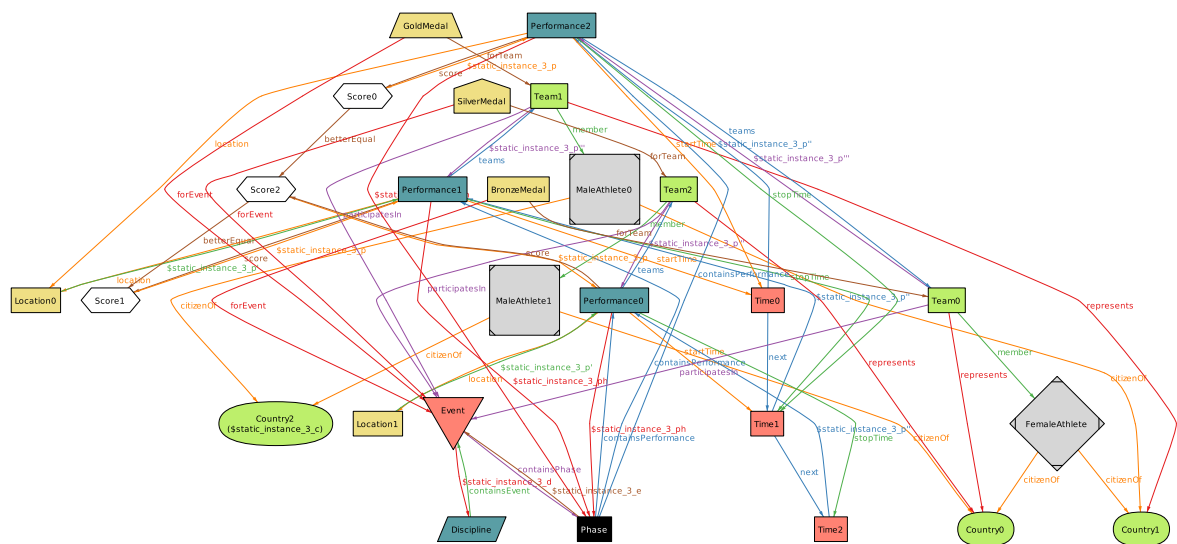 GoldMedal
Performance2
forTeam
$static_instance_3_p
score
Score0
SilverMedal
Team1
member
teams
startTime
$static_instance_3_p''
$static_instance_3_p'''
betterEqual
location
$static_instance_3_p'''
teams
forTeam
Score2
Performance1
BronzeMedal
MaleAthlete0
Team2
forEvent
stopTime
forEvent
participatesIn
member
forTeam
betterEqual
score
$static_instance_3_p
score
$static_instance_3_p
startTime
$static_instance_3_p''
$static_instance_3_p'
location
teams
containsPerformance
stopTime
participatesIn
Location0
Score1
citizenOf
forEvent
MaleAthlete1
Performance0
Time0
$static_instance_3_p''
Team0
represents
citizenOf
startTime
next
member
represents
location
$static_instance_3_p'
containsPerformance
participatesIn
represents
citizenOf
$static_instance_3_ph
Country2
($static_instance_3_c)
Location1
Event
Time1
FemaleAthlete
$static_instance_3_ph
containsPerformance
$static_instance_3_p''
stopTime
citizenOf
containsPhase
next
$static_instance_3_d
containsEvent
$static_instance_3_e
citizenOf
citizenOf
Discipline
Phase
Time2
Country0
Country1